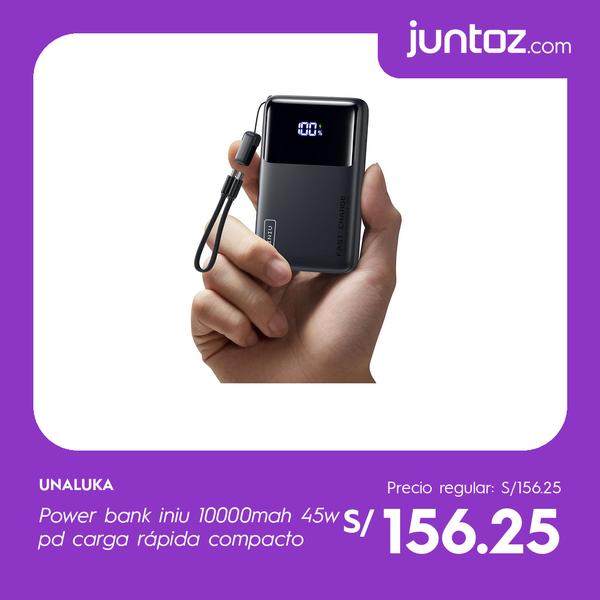 juntoz.com
100%
INIU
FAST CHARGE
UNALUKA
Precio regular: S/156.25
Power bank iniu 10000mah 45w
pd carga rápida compacto
S/ 156.25